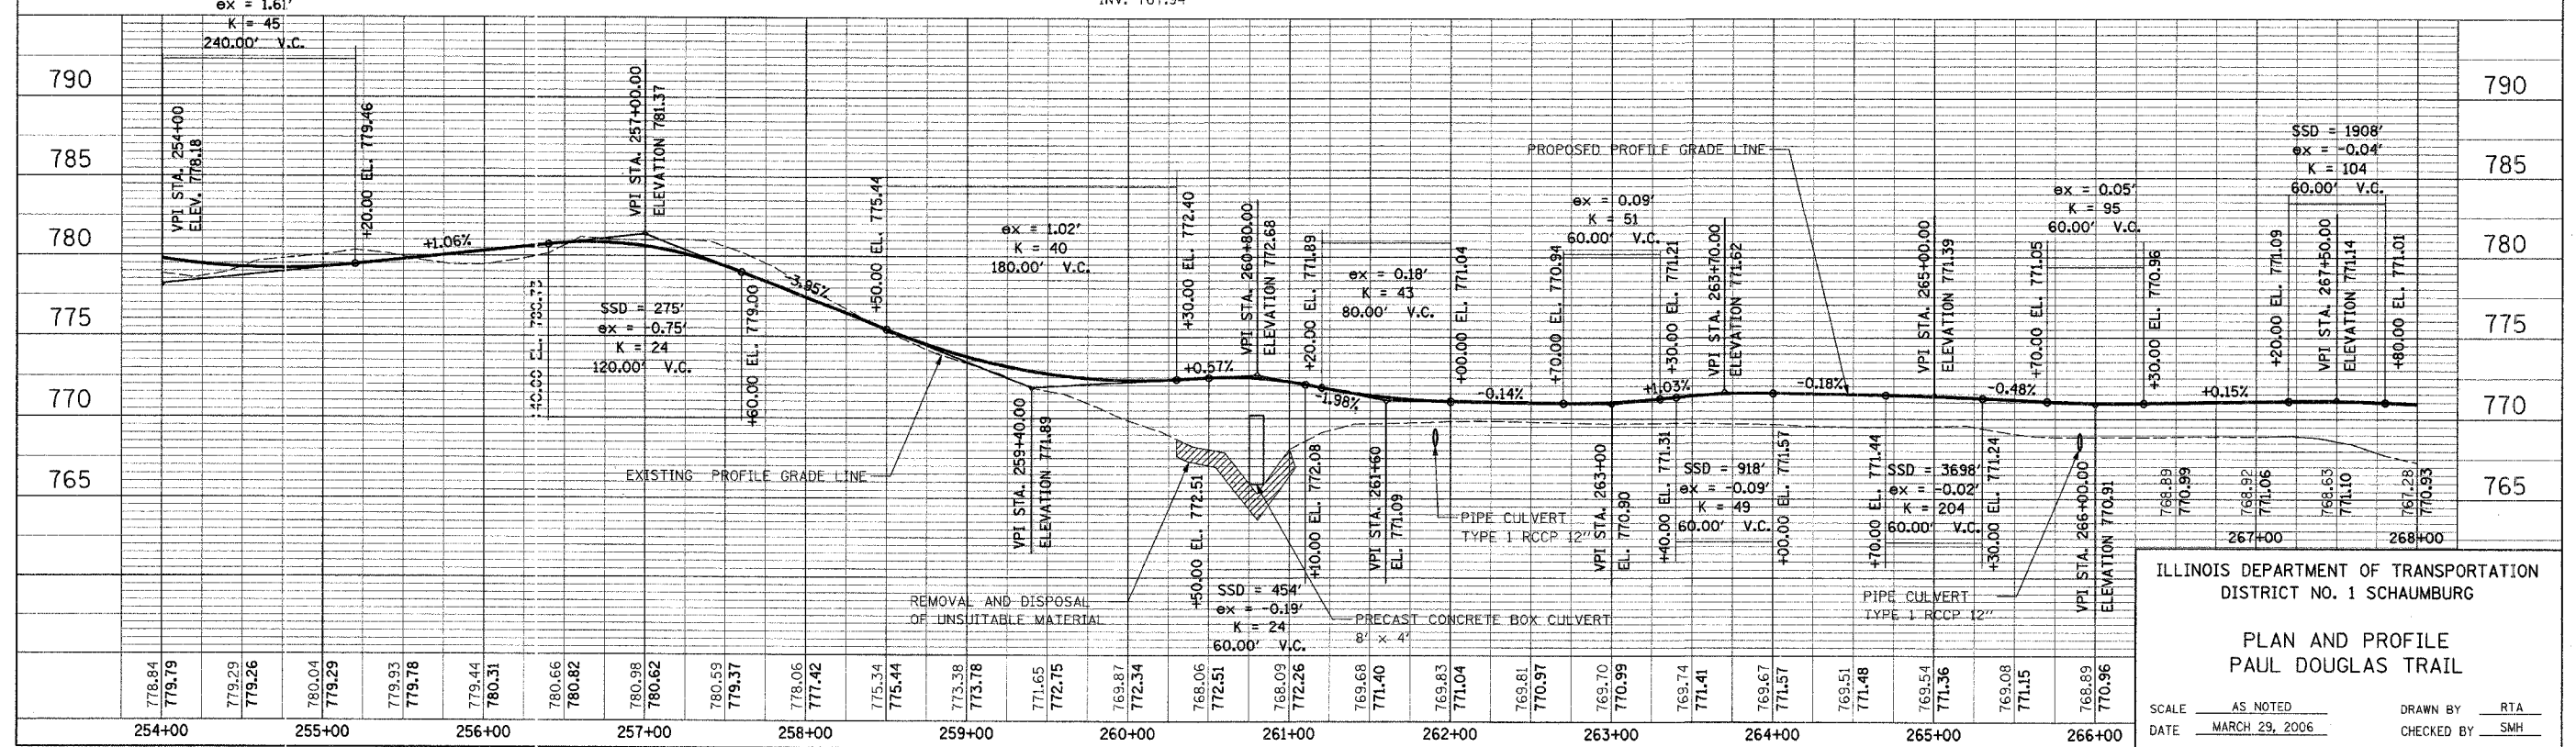 ex = 1.61'
K = 45
240.00' V.C.
790
785
780
775
770
765
790
785
780
775
770
765
VPI STA. 254+00
ELEV. 778.18
+20.00 EL. 779.46
+1.06%
VPI STA. 257+00.00
ELEVATION 781.37
SSD = 275'
ex = -0.75'
K = 24
120.00' V.C.
+60.00 EL. 779.00
-3.95%
+50.00 EL. 775.44
EXISTING PROFILE GRADE LINE
ex = 1.02'
K = 40
180.00' V.C.
VPI STA. 259+40.00
ELEVATION 771.89
+30.00 EL. 772.40
+0.57%
VPI STA. 260+80.00
ELEVATION 772.68
+20.00 EL. 771.89
ex = 0.18'
K = 43
80.00' V.C.
-1.98%
+50.00 EL. 772.51
SSD = 454'
ex = -0.19'
K = 24
60.00' V.C.
+10.00 EL. 772.08
REMOVAL AND DISPOSAL
OF UNSUITABLE MATERIAL
PRECAST CONCRETE BOX CULVERT
8' x 4'
VPI STA. 261+60
EL. 771.09
+00.00 EL. 771.04
-0.14%
PIPE CULVERT
TYPE 1 RCCP 12"
PROPOSED PROFILE GRADE LINE
ex = 0.09'
K = 51
60.00' V.C.
+70.00 EL. 770.94
+30.00 EL. 771.21
+1.03%
VPI STA. 263+00
EL. 770.90
VPI STA. 263+70.00
ELEVATION 771.62
+40.00 EL. 771.31
SSD = 918'
ex = -0.09'
K = 49
60.00' V.C.
+00.00 EL. 771.57
-0.18%
VPI STA. 265+00.00
ELEVATION 771.39
+70.00 EL. 771.44
SSD = 3698'
ex = -0.02'
K = 204
60.00' V.C.
+30.00 EL. 771.24
-0.48%
ex = 0.05'
K = 95
60.00' V.C.
+70.00 EL. 771.05
+30.00 EL. 770.96
+0.15%
PIPE CULVERT
TYPE 1 RCCP 12"
VPI STA. 266+00.00
ELEVATION 770.91
SSD = 1908'
ex = -0.04'
K = 104
60.00' V.C.
+20.00 EL. 771.09
VPI STA. 267+50.00
ELEVATION 771.14
+80.00 EL. 771.01
768.89
770.99
768.92
771.06
768.63
771.10
767.28
770.93
267+00
268+00
778.84
779.79
779.29
779.26
780.04
779.29
779.93
779.78
779.44
780.31
780.66
780.82
780.98
780.62
780.59
779.37
778.06
777.42
775.34
775.44
773.38
773.78
771.65
772.75
769.87
772.34
768.06
772.51
768.09
772.26
769.68
771.40
769.83
771.04
769.81
770.97
769.70
770.99
769.74
771.41
769.67
771.57
769.51
771.48
769.54
771.36
769.08
771.15
768.89
770.96
254+00
255+00
256+00
257+00
258+00
259+00
260+00
261+00
262+00
263+00
264+00
265+00
266+00
ILLINOIS DEPARTMENT OF TRANSPORTATION
DISTRICT NO. 1 SCHAUMBURG
PLAN AND PROFILE
PAUL DOUGLAS TRAIL
SCALE AS NOTED
DRAWN BY RTA
DATE MARCH 29, 2006
CHECKED BY SMH